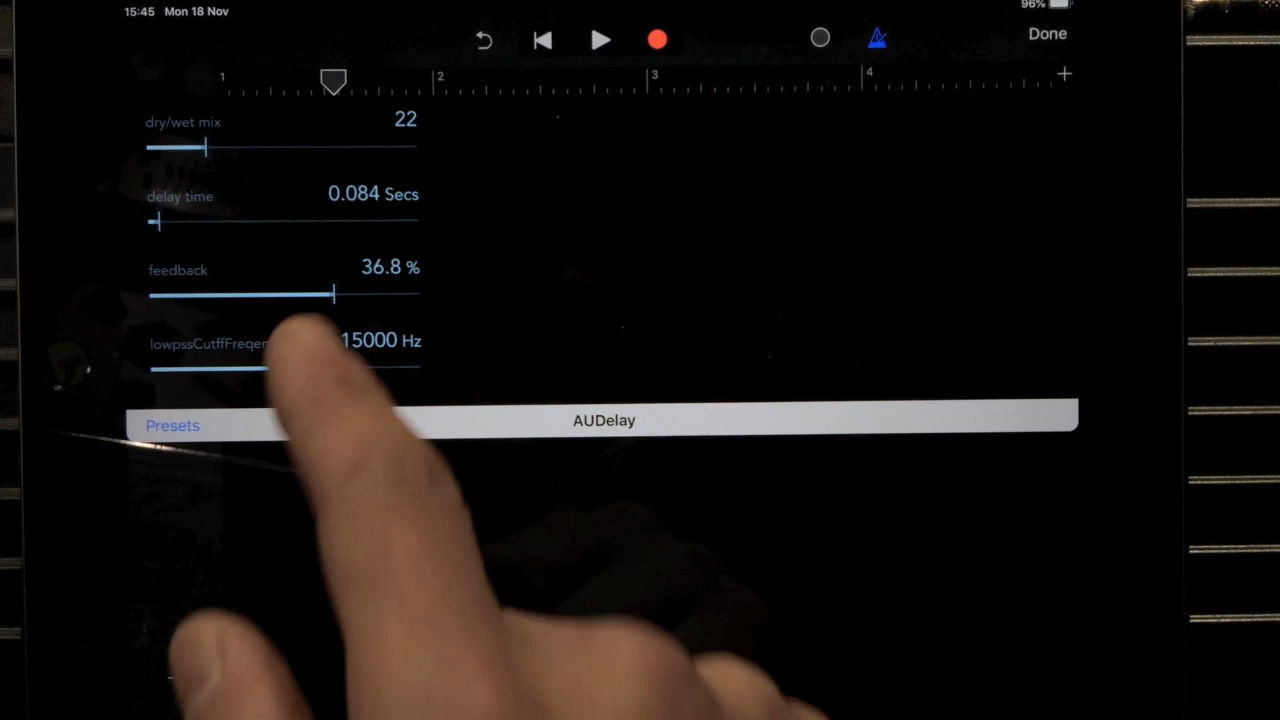 15:45 Mon 18 Nov 96%
Done
1 2 3 4 +
dry/wet mix 22
delay time 0.084 Secs
feedback 36.8 %
15000 Hz
Presets AUDelay